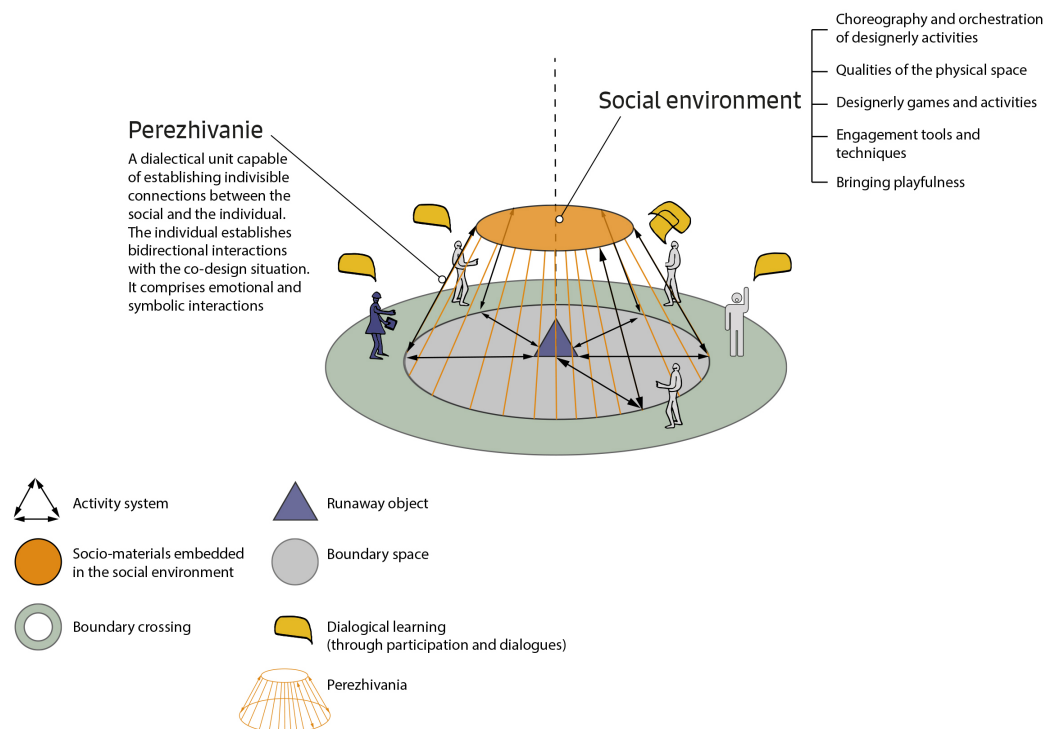 Choreography and orchestration
of designerly activities
Qualities of the physical space
Social environment
Designerly games and activities
Engagement tools and
techniques
Bringing playfulness
Perezhivanie
A dialectical unit capable
of establishing indivisible
connections between the
social and the individual.
The individual establishes
bidirectional interactions
with the co-design situation.
It comprises emotional and
symbolic interactions
Activity system
Runaway object
Socio-materials embedded
in the social environment
Boundary space
Boundary crossing
Dialogical learning
(through participation and dialogues)
Perezhivania